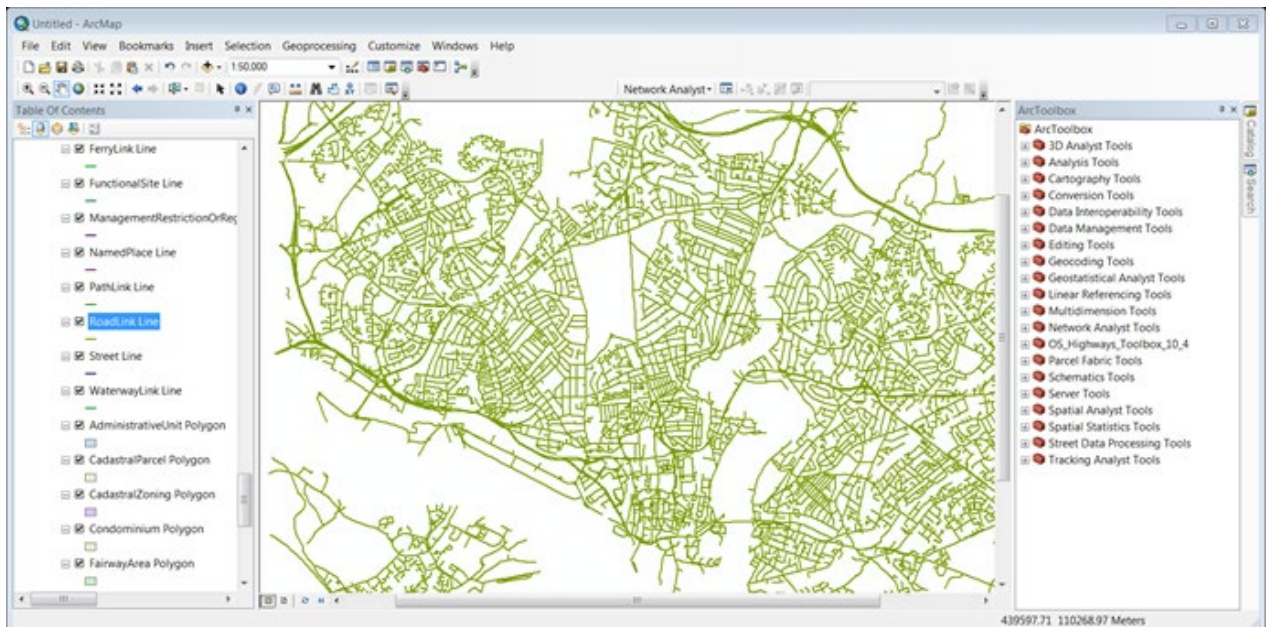 Untitled - ArcMap
File Edit View Bookmarks Insert Selection Geoprocessing Customize Windows Help
1:50,000
Network Analyst
Table Of Contents
FerryLink Line
FunctionalSite Line
ManagementRestrictionOrReg
NamedPlace Line
PathLink Line
RoadLink Line
Street Line
WaterwayLink Line
AdministrativeUnit Polygon
CadastralParcel Polygon
CadastralZoning Polygon
Condominium Polygon
FairwayArea Polygon
ArcToolbox
ArcToolbox
3D Analyst Tools
Analysis Tools
Cartography Tools
Conversion Tools
Data Interoperability Tools
Data Management Tools
Editing Tools
Geocoding Tools
Geostatistical Analyst Tools
Linear Referencing Tools
Multidimension Tools
Network Analyst Tools
OS_Highways_Toolbox_10_4
Parcel Fabric Tools
Schematics Tools
Server Tools
Spatial Analyst Tools
Spatial Statistics Tools
Street Data Processing Tools
Tracking Analyst Tools
Catalog
Search
439597.71 110268.97 Meters